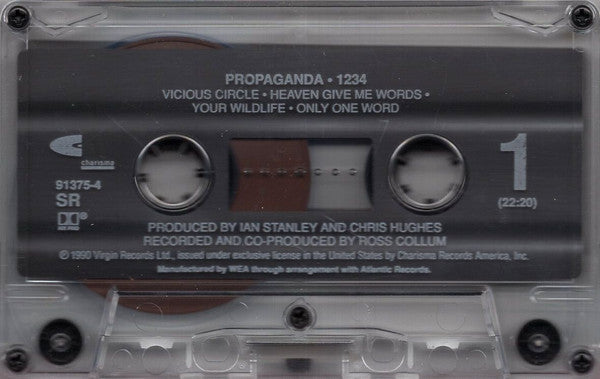 PROPAGANDA • 1234
VICIOUS CIRCLE • HEAVEN GIVE ME WORDS •
YOUR WILDLIFE • ONLY ONE WORD
charisma
91375-4
SR
1
(22:20)
PRODUCED BY IAN STANLEY AND CHRIS HUGHES
RECORDED AND CO-PRODUCED BY ROSS COLLUM
℗ 1990 Virgin Records Ltd., issued under exclusive license in the United States by Charisma Records America, Inc.
Manufactured by WEA through arrangement with Atlantic Records.